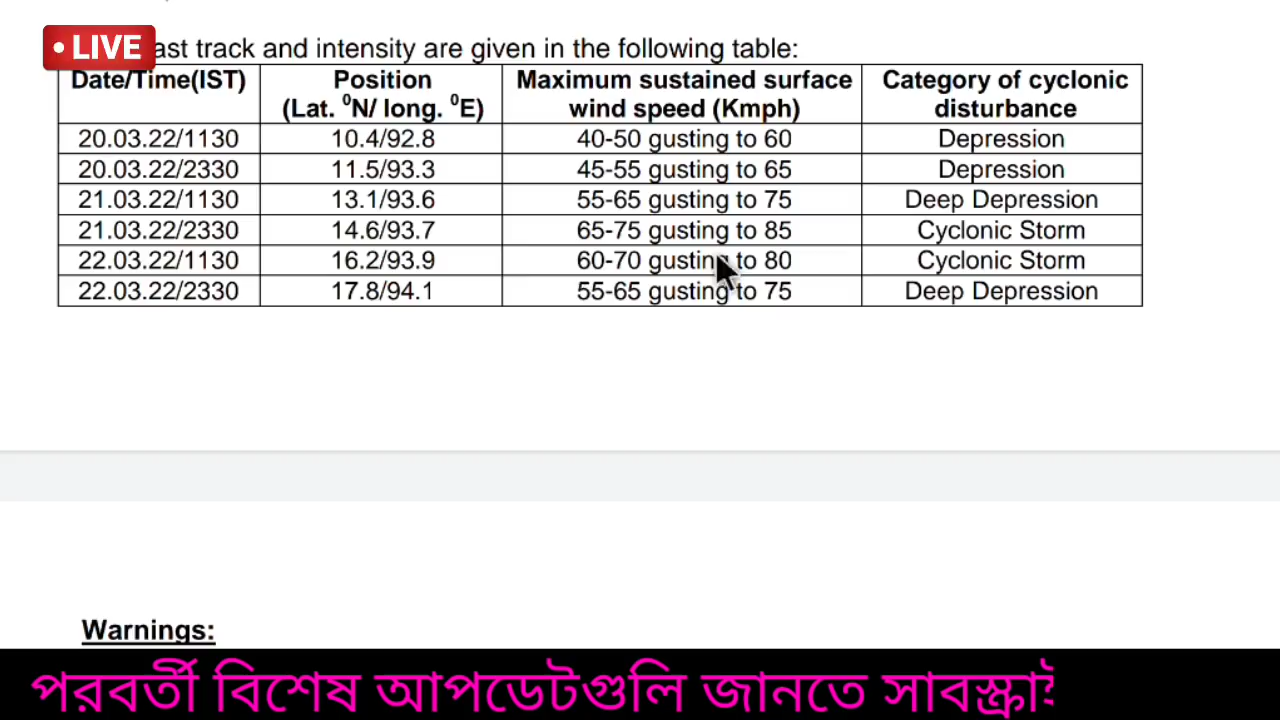 • LIVE
ast track and intensity are given in the following table:
Date/Time(IST) Position (Lat. ⁰N/ long. ⁰E) Maximum sustained surface wind speed (Kmph) Category of cyclonic disturbance
20.03.22/1130 10.4/92.8 40-50 gusting to 60 Depression
20.03.22/2330 11.5/93.3 45-55 gusting to 65 Depression
21.03.22/1130 13.1/93.6 55-65 gusting to 75 Deep Depression
21.03.22/2330 14.6/93.7 65-75 gusting to 85 Cyclonic Storm
22.03.22/1130 16.2/93.9 60-70 gusting to 80 Cyclonic Storm
22.03.22/2330 17.8/94.1 55-65 gusting to 75 Deep Depression
Warnings:
পরবর্তী বিশেষ আপডেটগুলি জানতে